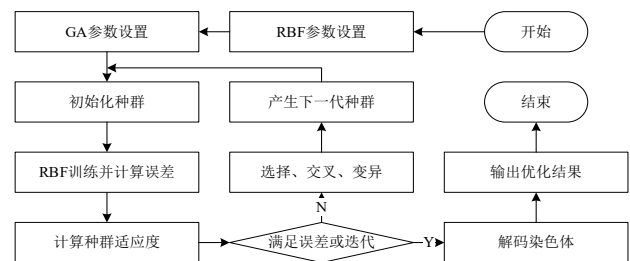 GA参数设置
RBF参数设置
开始
初始化种群
产生下一代种群
结束
RBF训练并计算误差
选择、交叉、变异
输出优化结果
N
计算种群适应度
满足误差或迭代
Y
解码染色体